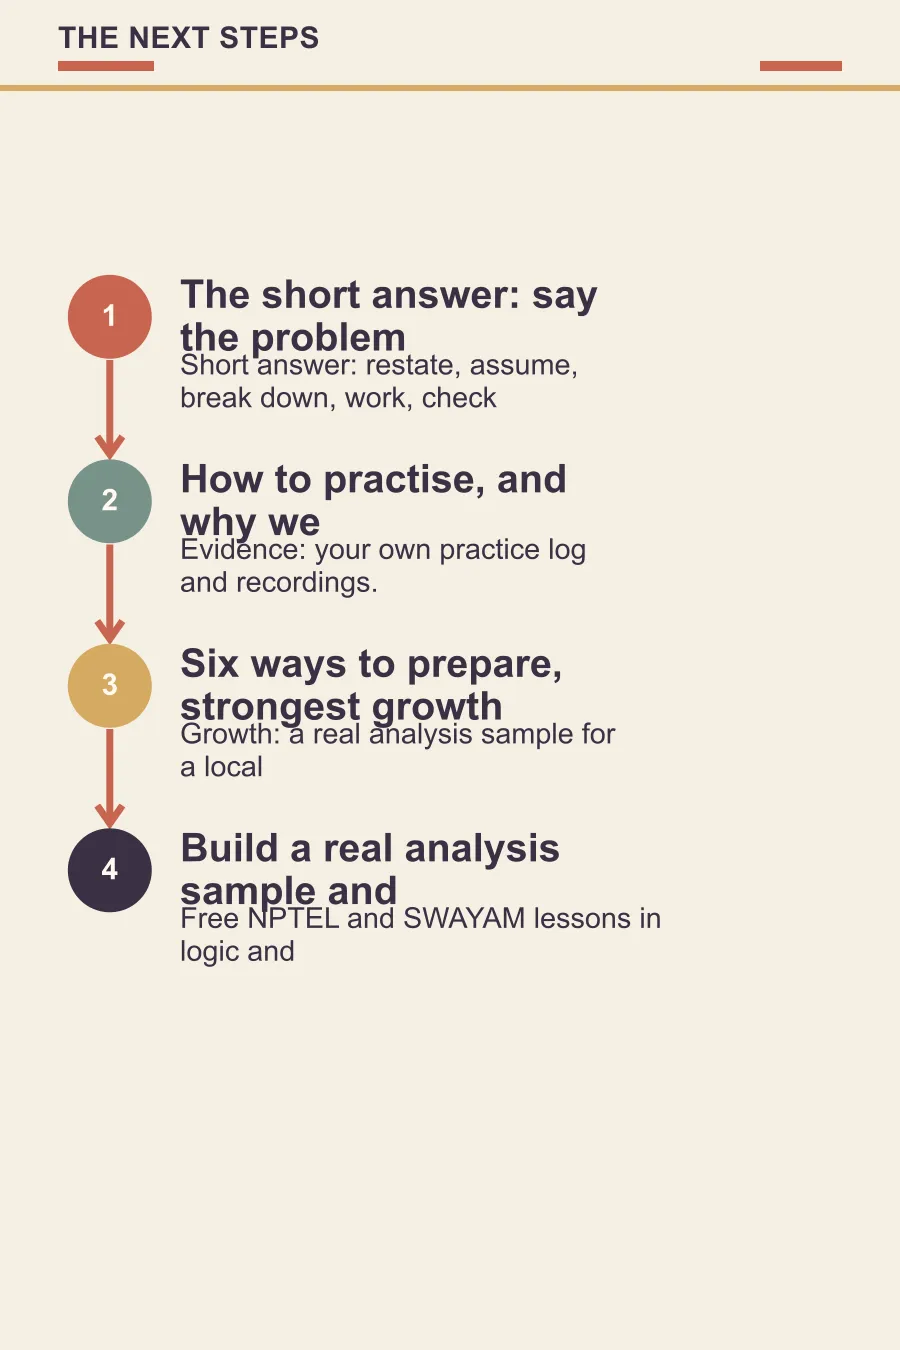 THE NEXT STEPS
1
The short answer: say
the problem
Short answer: restate, assume,
break down, work, check
2
How to practise, and
why we
Evidence: your own practice log
and recordings.
3
Six ways to prepare,
strongest growth
Growth: a real analysis sample for
a local
4
Build a real analysis
sample and
Free NPTEL and SWAYAM lessons in
logic and